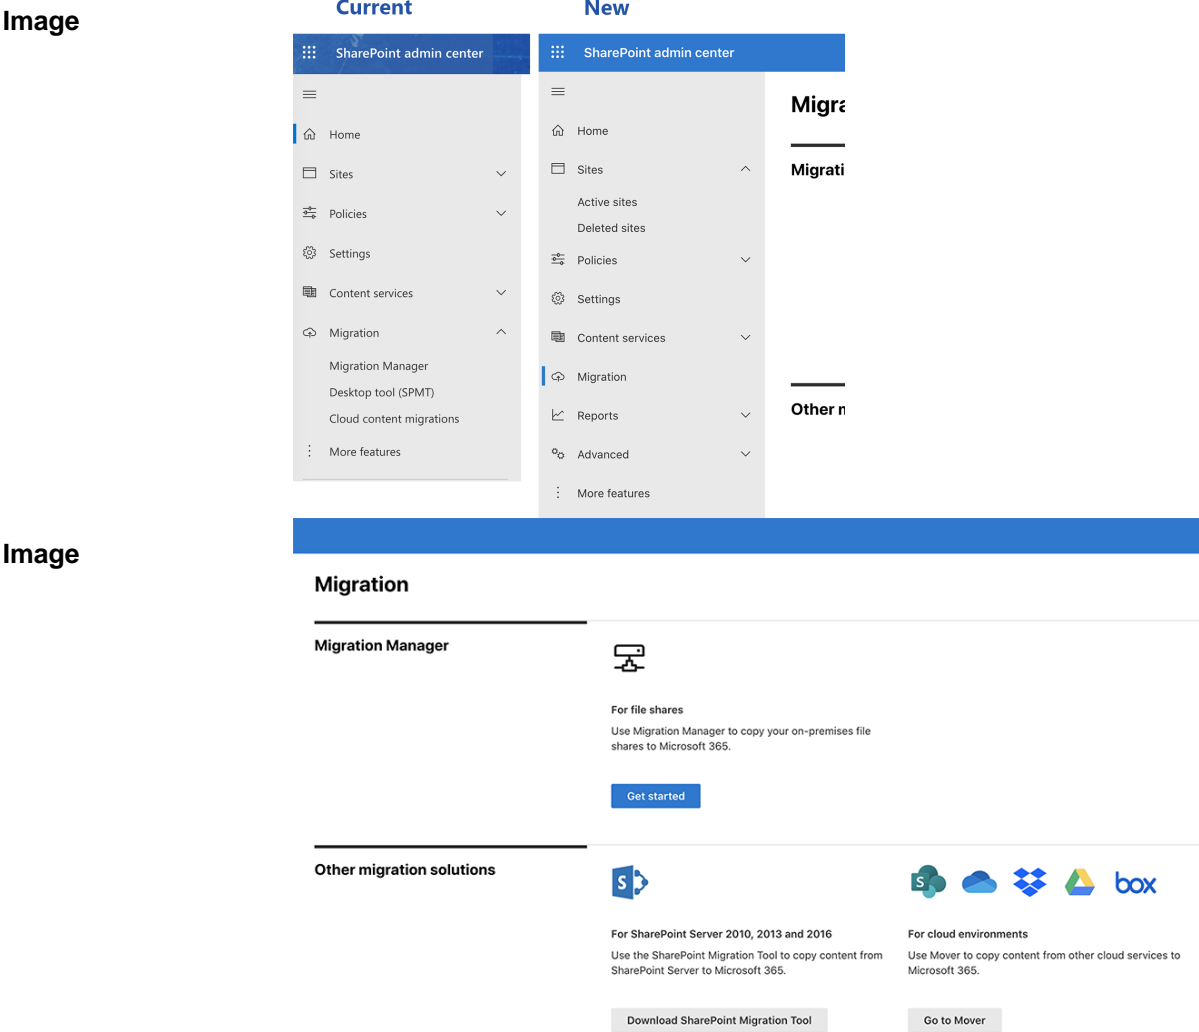 Image
Current
New
SharePoint admin center
Home
Sites
Policies
Settings
Content services
Migration
Migration Manager
Desktop tool (SPMT)
Cloud content migrations
More features
SharePoint admin center
Home
Sites
Active sites
Deleted sites
Policies
Settings
Content services
Migration
Reports
Advanced
More features
Migra
Migrati
Other
Image
Migration
Migration Manager
For file shares
Use Migration Manager to copy your on-premises file
shares to Microsoft 365.
Get started
Other migration solutions
S
For SharePoint Server 2010, 2013 and 2016
Use the SharePoint Migration Tool to copy content from
SharePoint Server to Microsoft 365.
Download SharePoint Migration Tool
S
box
For cloud environments
Use Mover to copy content from other cloud services to
Microsoft 365.
Go to Mover